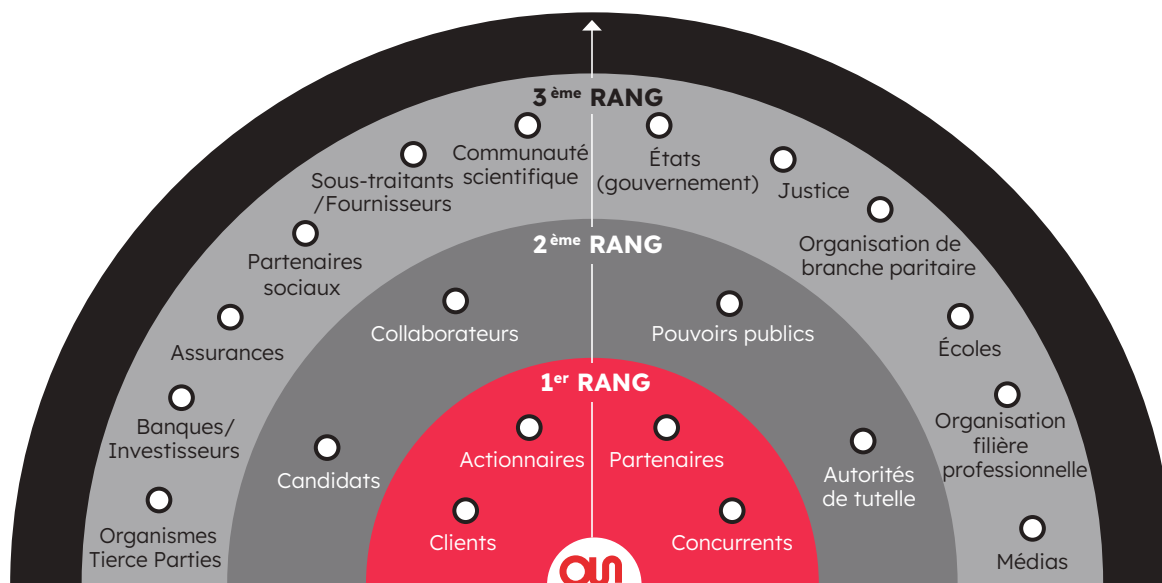 3ème RANG
Communauté
scientifique
États
(gouvernement)
Sous-traitants
/Fournisseurs
Justice
Partenaires
sociaux
Organisation de
branche paritaire
Assurances
Écoles
Banques/
Investisseurs
Organisation
filière
professionnelle
Organismes
Tierce Parties
Médias
2ème RANG
Collaborateurs
Pouvoirs publics
Candidats
Autorités
de tutelle
1er RANG
Actionnaires
Partenaires
Clients
Concurrents